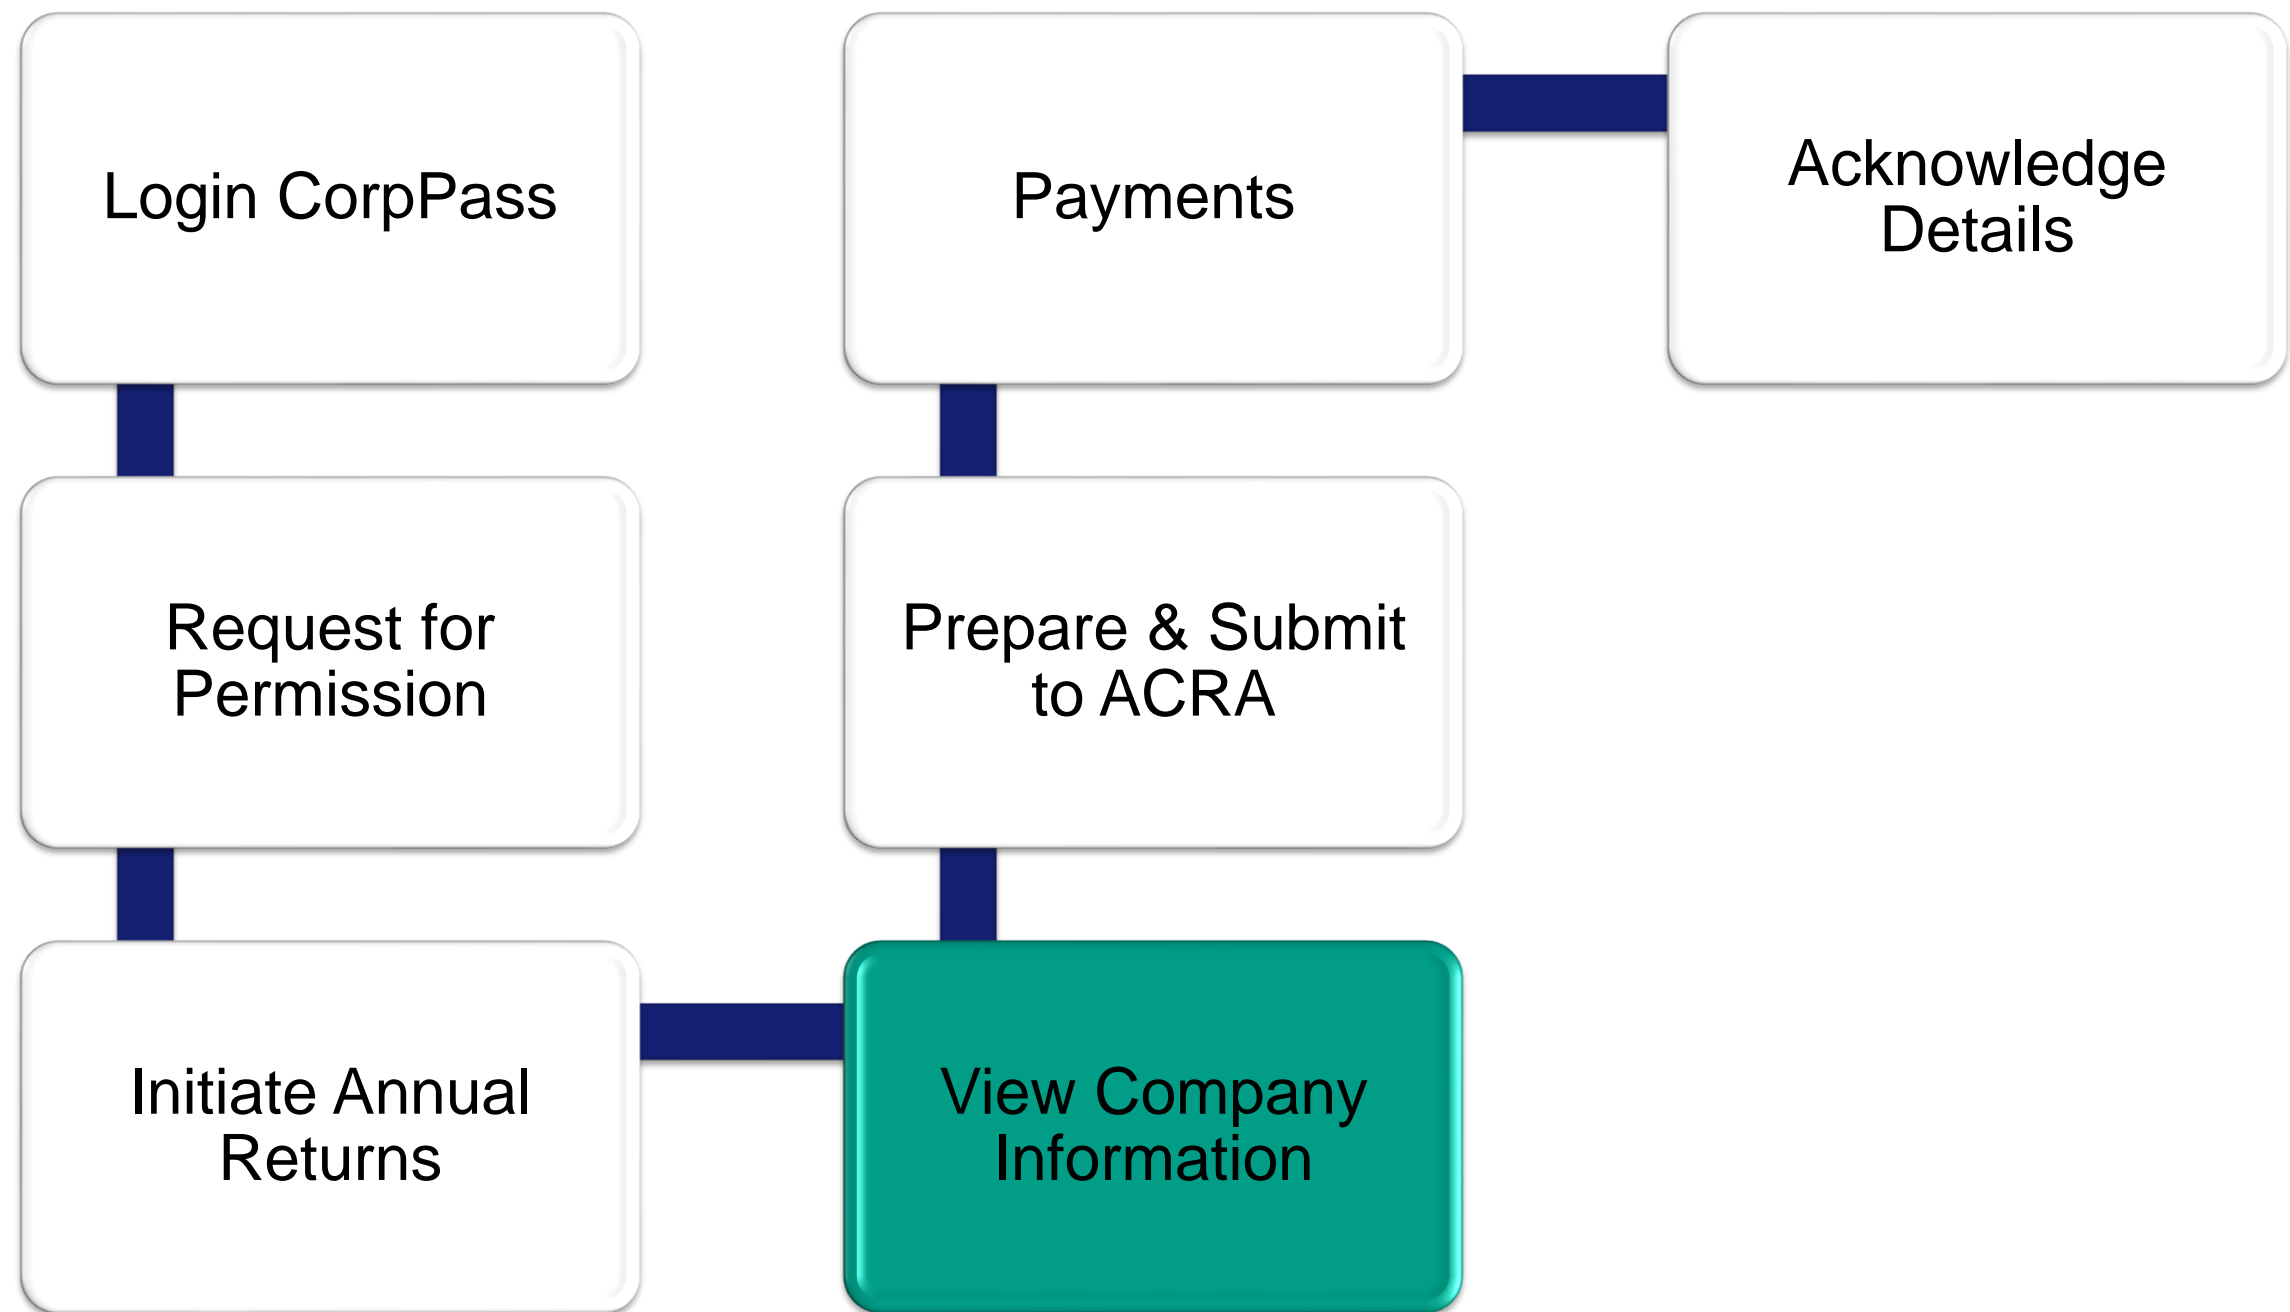 Login CorpPass
Request for
Permission
Initiate Annual
Returns
View Company
Information
Prepare & Submit
to ACRA
Payments
Acknowledge
Details